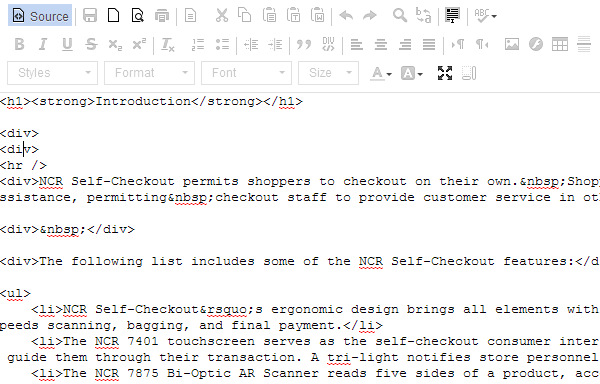 Source
ABC
B I U S x₂ x² Tx
DIV
Styles Format Font Size A A
<h1><strong>Introduction</strong></h1>
<div>
<div>
<hr />
<div>NCR Self-Checkout permits shoppers to checkout on their own.&nbsp;Shop
ssistance, permitting&nbsp;checkout staff to provide customer service in ot
<div>&nbsp;</div>
<div>The following list includes some of the NCR Self-Checkout features:</d
<ul>
<li>NCR Self-Checkout&rsquo;s ergonomic design brings all elements with
peeds scanning, bagging, and final payment.</li>
<li>The NCR 7401 touchscreen serves as the self-checkout consumer inter
guide them through their transaction. A tri-light notifies store personnel
<li>The NCR 7875 Bi-Optic AR Scanner reads five sides of a product, acc